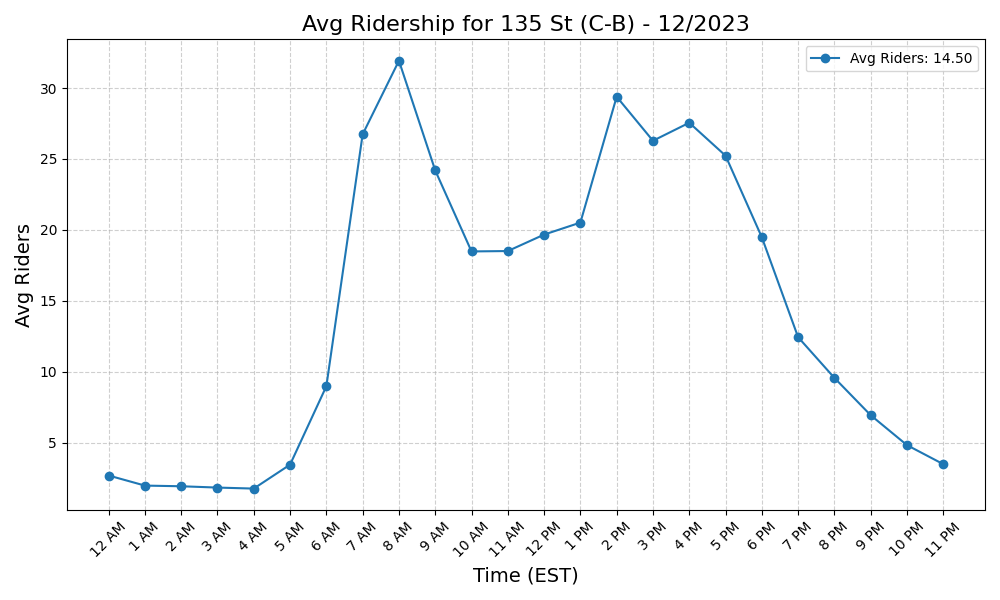 Avg Ridership for 135 St (C-B) - 12/2023
Avg Riders: 14.50
Avg Riders
30
25
20
15
10
5
12 AM
1 AM
2 AM
3 AM
4 AM
5 AM
6 AM
7 AM
8 AM
9 AM
10 AM
11 AM
12 PM
1 PM
2 PM
3 PM
4 PM
5 PM
6 PM
7 PM
8 PM
9 PM
10 PM
11 PM
Time (EST)